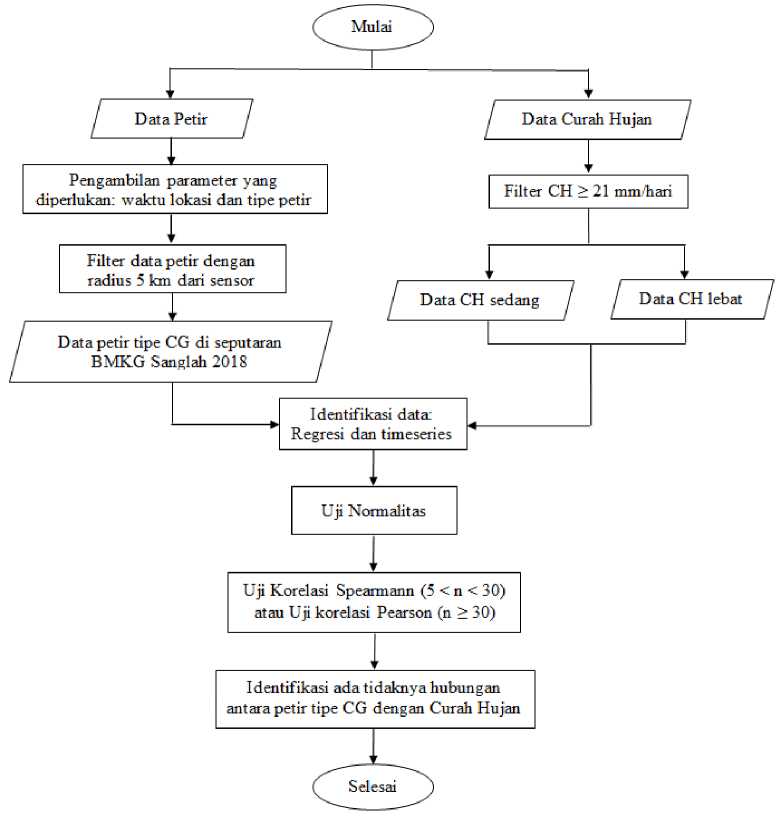 Mulai
Data Petir
Data Curah Hujan
Pengambilan parameter yang
diperlukan: waktu lokasi dan tipe petir
Filter CH ≥ 21 mm/hari
Filter data petir dengan
radius 5 km dari sensor
Data CH sedang
Data CH lebat
Data petir tipe CG di seputaran
BMKG Sanglah 2018
Identifikasi data:
Regresi dan timeseries
Uji Normalitas
Uji Korelasi Spearmann (5 < n < 30)
atau Uji korelasi Pearson (n ≥ 30)
Identifikasi ada tidaknya hubungan
antara petir tipe CG dengan Curah Hujan
Selesai